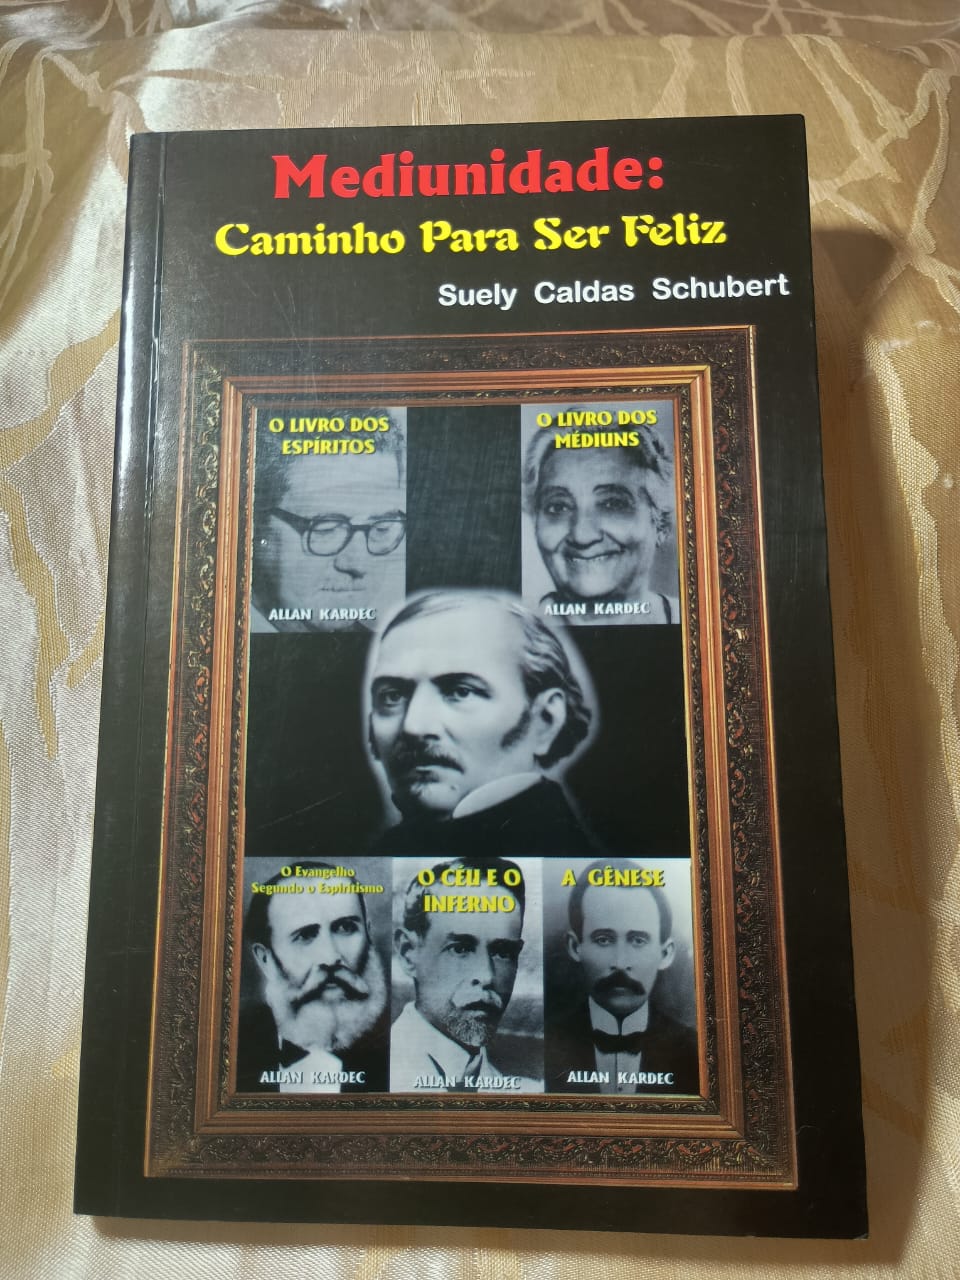 Mediunidade:
Caminho Para Ser Feliz
Suely Caldas Schubert
O LIVRO DOS
ESPÍRITOS
ALLAN KARDEC
O LIVRO DOS
MÉDIUNS
ALLAN KARDEC
O Evangelho
Segundo o Espiritismo
ALLAN KARDEC
O CÉU E O
INFERNO
ALLAN KARDEC
A GÊNESE
ALLAN KARDEC